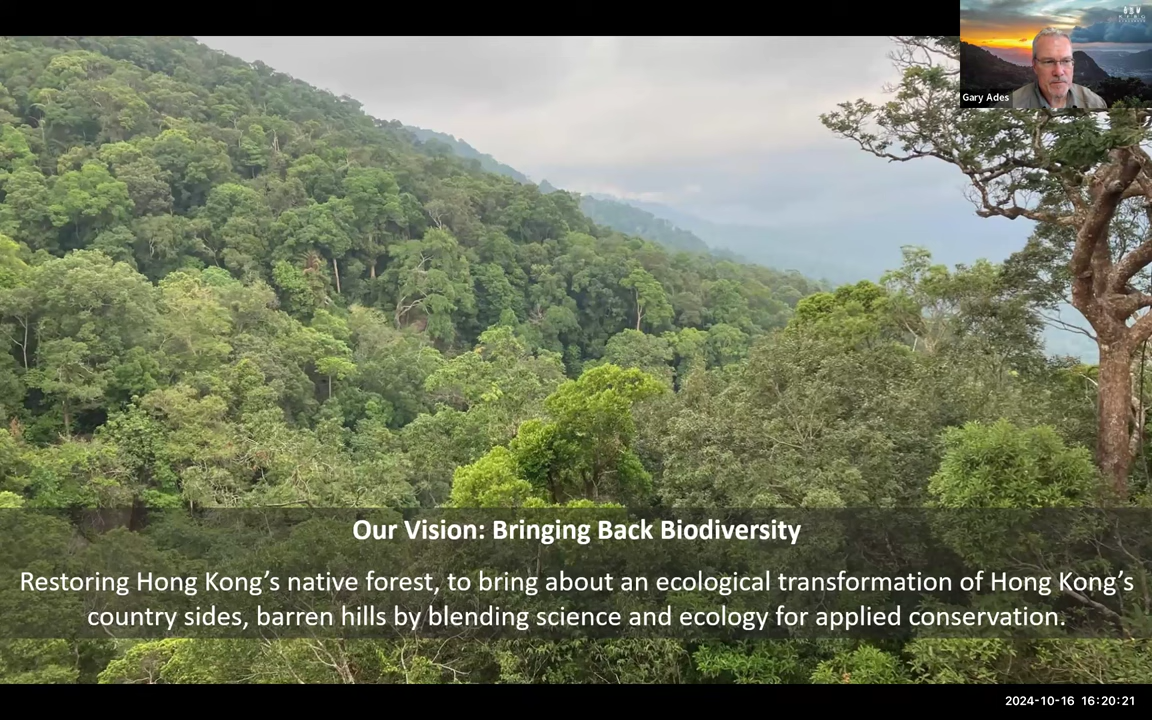 Gary Ades
Our Vision: Bringing Back Biodiversity
Restoring Hong Kong’s native forest, to bring about an ecological transformation of Hong Kong’s
country sides, barren hills by blending science and ecology for applied conservation.
2024-10-16 16:20:21